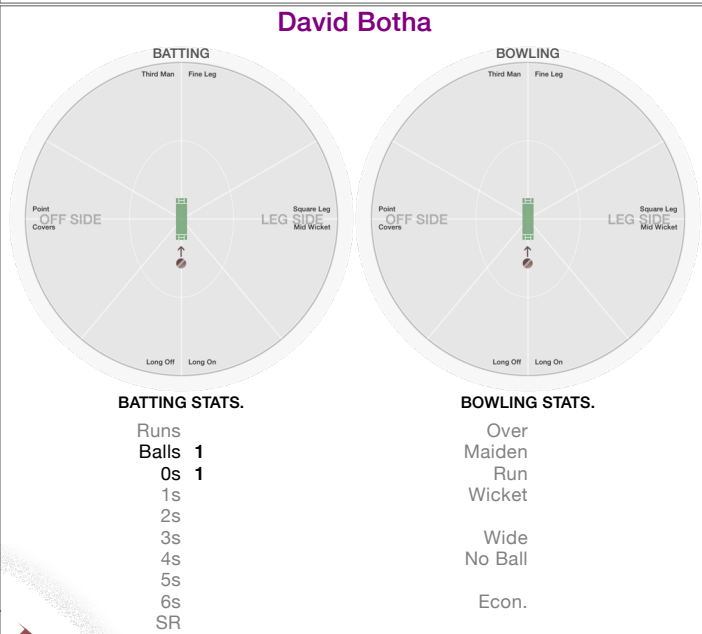 David Botha
BATTING
Third Man Fine Leg
Point
OFF SIDE
Covers
Square Leg
LEG SIDE
Mid Wicket
Long Off Long On
BOWLING
Third Man Fine Leg
Point
OFF SIDE
Covers
Square Leg
LEG SIDE
Mid Wicket
Long Off Long On
BATTING STATS.
Runs
Balls 1
0s 1
1s
2s
3s
4s
5s
6s
SR
BOWLING STATS.
Over
Maiden
Run
Wicket
Wide
No Ball
Econ.